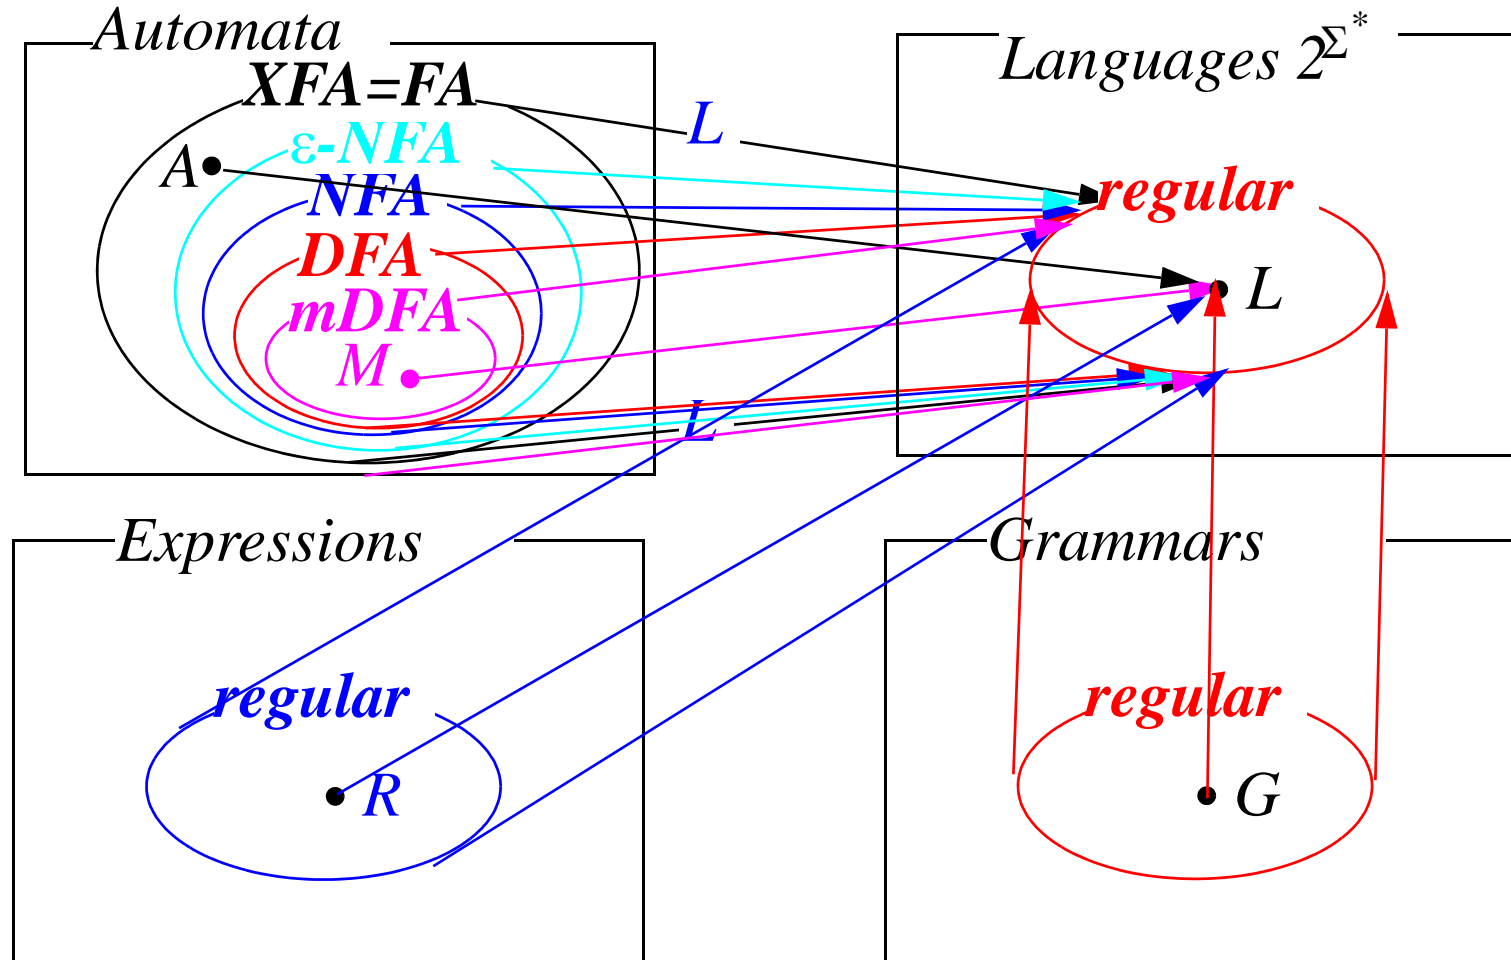 Automata
Languages 2^Σ*
XFA=FA
L
ε-NFA
A
NFA
regular
DFA
L
mDFA
M
L
Expressions
Grammars
regular
regular
R
G